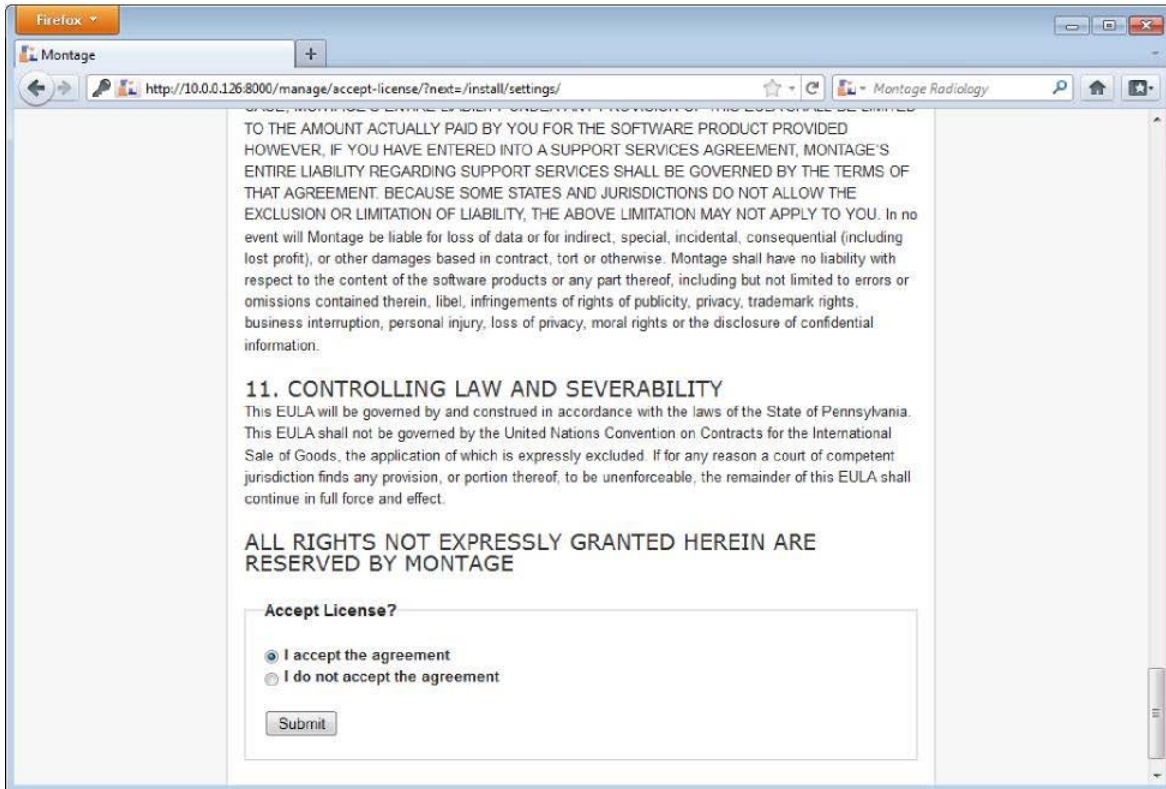 Firefox
Montage
http://10.0.0.126:8000/manage/accept-license/?next=/install/settings/
Montage Radiology
CASE, MONTAGE'S ENTIRE LIABILITY UNDER ANY PROVISION OF THIS EULA SHALL BE LIMITED
TO THE AMOUNT ACTUALLY PAID BY YOU FOR THE SOFTWARE PRODUCT PROVIDED
HOWEVER, IF YOU HAVE ENTERED INTO A SUPPORT SERVICES AGREEMENT, MONTAGE'S
ENTIRE LIABILITY REGARDING SUPPORT SERVICES SHALL BE GOVERNED BY THE TERMS OF
THAT AGREEMENT. BECAUSE SOME STATES AND JURISDICTIONS DO NOT ALLOW THE
EXCLUSION OR LIMITATION OF LIABILITY, THE ABOVE LIMITATION MAY NOT APPLY TO YOU. In no
event will Montage be liable for loss of data or for indirect, special, incidental, consequential (including
lost profit), or other damages based in contract, tort or otherwise. Montage shall have no liability with
respect to the content of the software products or any part thereof, including but not limited to errors or
omissions contained therein, libel, infringements of rights of publicity, privacy, trademark rights,
business interruption, personal injury, loss of privacy, moral rights or the disclosure of confidential
information.
11. CONTROLLING LAW AND SEVERABILITY
This EULA will be governed by and construed in accordance with the laws of the State of Pennsylvania.
This EULA shall not be governed by the United Nations Convention on Contracts for the International
Sale of Goods, the application of which is expressly excluded. If for any reason a court of competent
jurisdiction finds any provision, or portion thereof, to be unenforceable, the remainder of this EULA shall
continue in full force and effect.
ALL RIGHTS NOT EXPRESSLY GRANTED HEREIN ARE
RESERVED BY MONTAGE
Accept License?
I accept the agreement
I do not accept the agreement
Submit